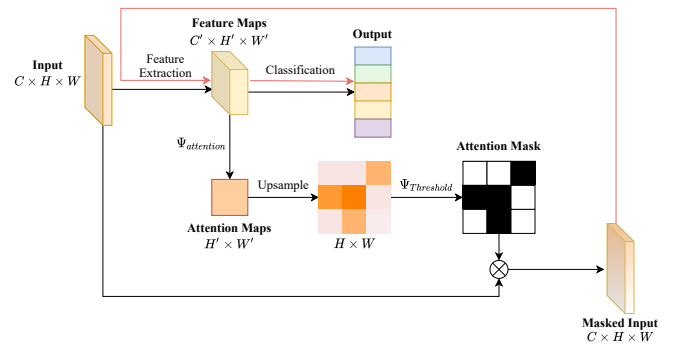 Feature Maps
C′ × H′ × W′
Output
Input
C × H × W
Feature
Extraction
Classification
Ψattention
Attention Mask
Upsample
ΨThreshold
Attention Maps
H′ × W′
H × W
Masked Input
C × H × W